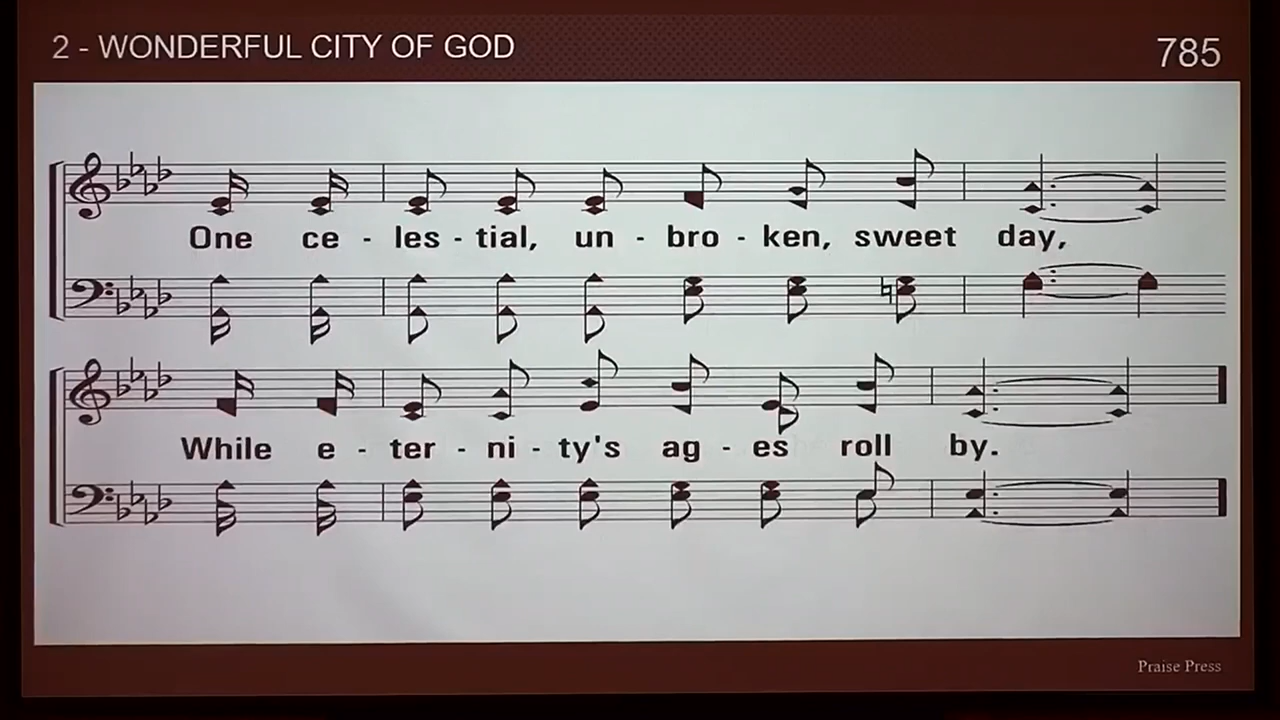 2 - WONDERFUL CITY OF GOD
785
One ce - les - tial, un - bro - ken, sweet day,
While e - ter - ni - ty's ag - es roll by.
Praise Press